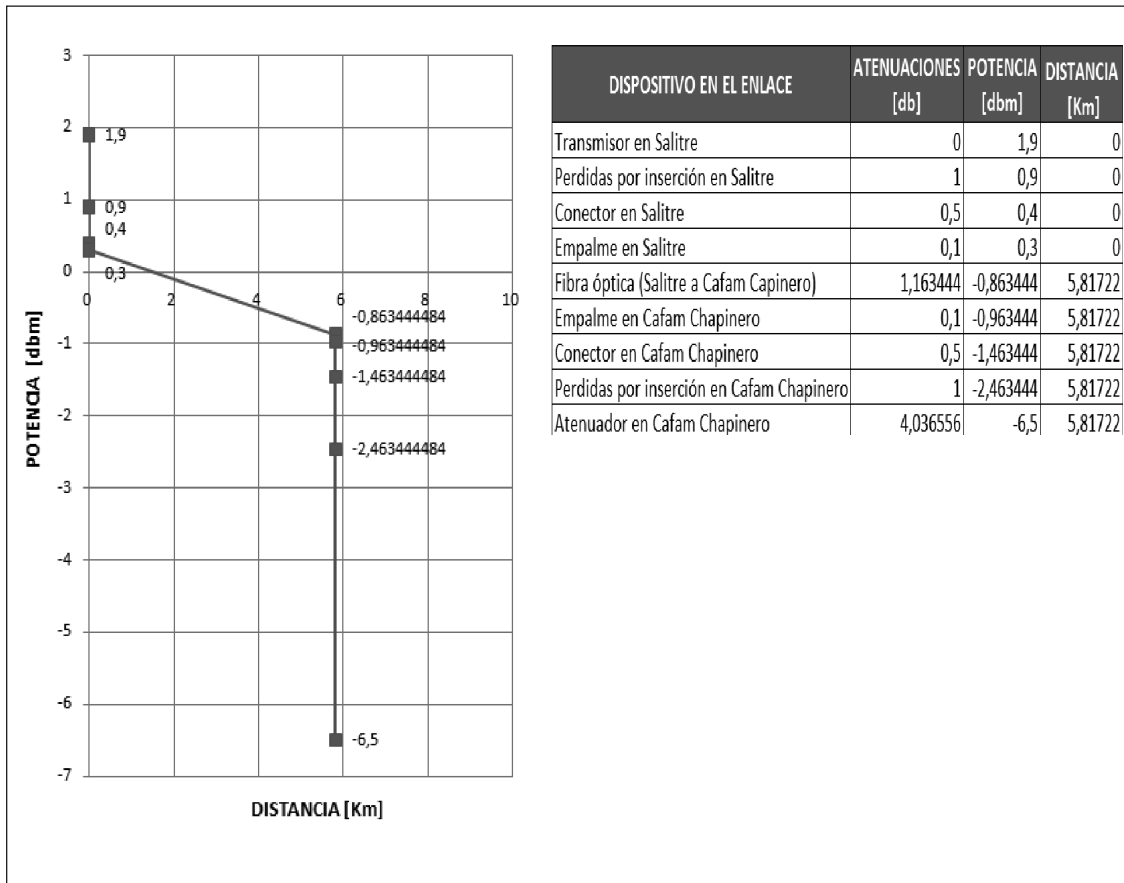 3
2
1
0
-1
-2
-3
-4
-5
-6
-7
0 2 4 6 8 10
1,9
0,9
0,4
0,3
-0,863444484
-0,963444484
-1,463444484
-2,463444484
-6,5
POTENCIA [dbm]
DISTANCIA [Km]
DISPOSITIVO EN EL ENLACE ATENUACIONES [db] POTENCIA [dbm] DISTANCIA [Km]
Transmisor en Salitre 0 1,9 0
Perdidas por inserción en Salitre 1 0,9 0
Conector en Salitre 0,5 0,4 0
Empalme en Salitre 0,1 0,3 0
Fibra óptica (Salitre a Cafam Capinero) 1,163444 -0,863444 5,81722
Empalme en Cafam Chapinero 0,1 -0,963444 5,81722
Conector en Cafam Chapinero 0,5 -1,463444 5,81722
Perdidas por inserción en Cafam Chapinero 1 -2,463444 5,81722
Atenuador en Cafam Chapinero 4,036556 -6,5 5,81722